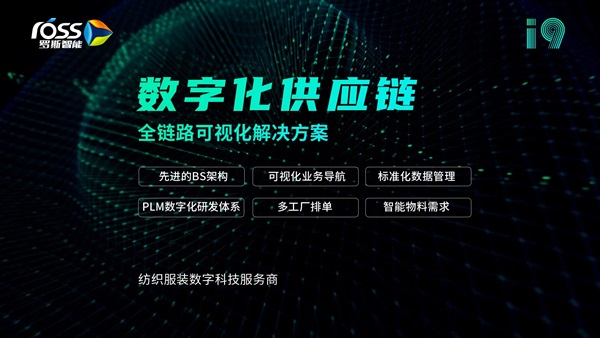 röss
罗斯智能
i9
数字化供应链
全链路可视化解决方案
先进的BS架构
可视化业务导航
标准化数据管理
PLM数字化研发体系
多工厂排单
智能物料需求
纺织服装数字科技服务商